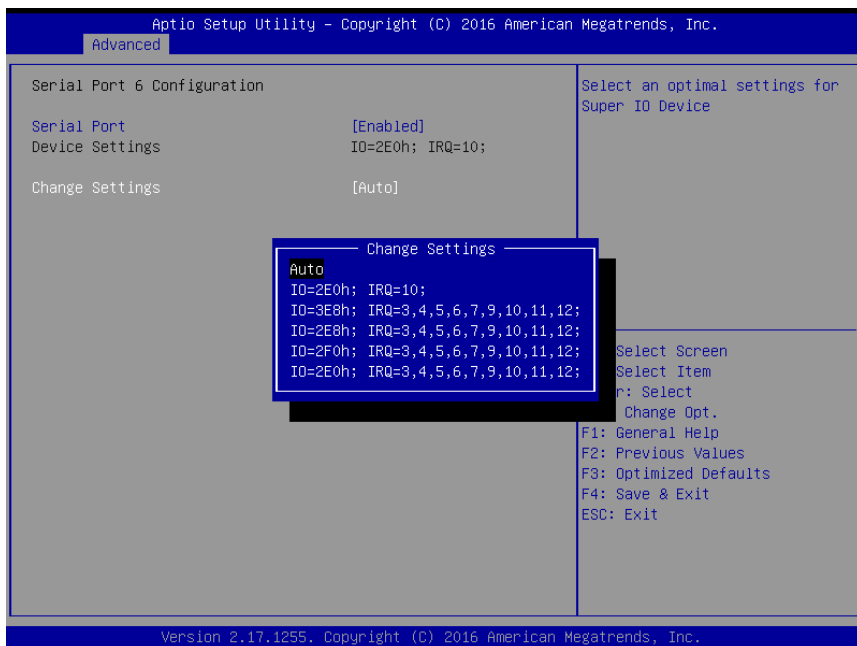 Aptio Setup Utility – Copyright (C) 2016 American Megatrends, Inc.
Advanced
Serial Port 6 Configuration
Serial Port [Enabled]
Device Settings IO=2E0h; IRQ=10;
Change Settings [Auto]
Select an optimal settings for
Super IO Device
Change Settings
Auto
IO=2E0h; IRQ=10;
IO=3E8h; IRQ=3,4,5,6,7,9,10,11,12;
IO=2E8h; IRQ=3,4,5,6,7,9,10,11,12;
IO=2F0h; IRQ=3,4,5,6,7,9,10,11,12;
IO=2E0h; IRQ=3,4,5,6,7,9,10,11,12;
Select Screen
Select Item
r: Select
Change Opt.
F1: General Help
F2: Previous Values
F3: Optimized Defaults
F4: Save & Exit
ESC: Exit
Version 2.17.1255. Copyright (C) 2016 American Megatrends, Inc.